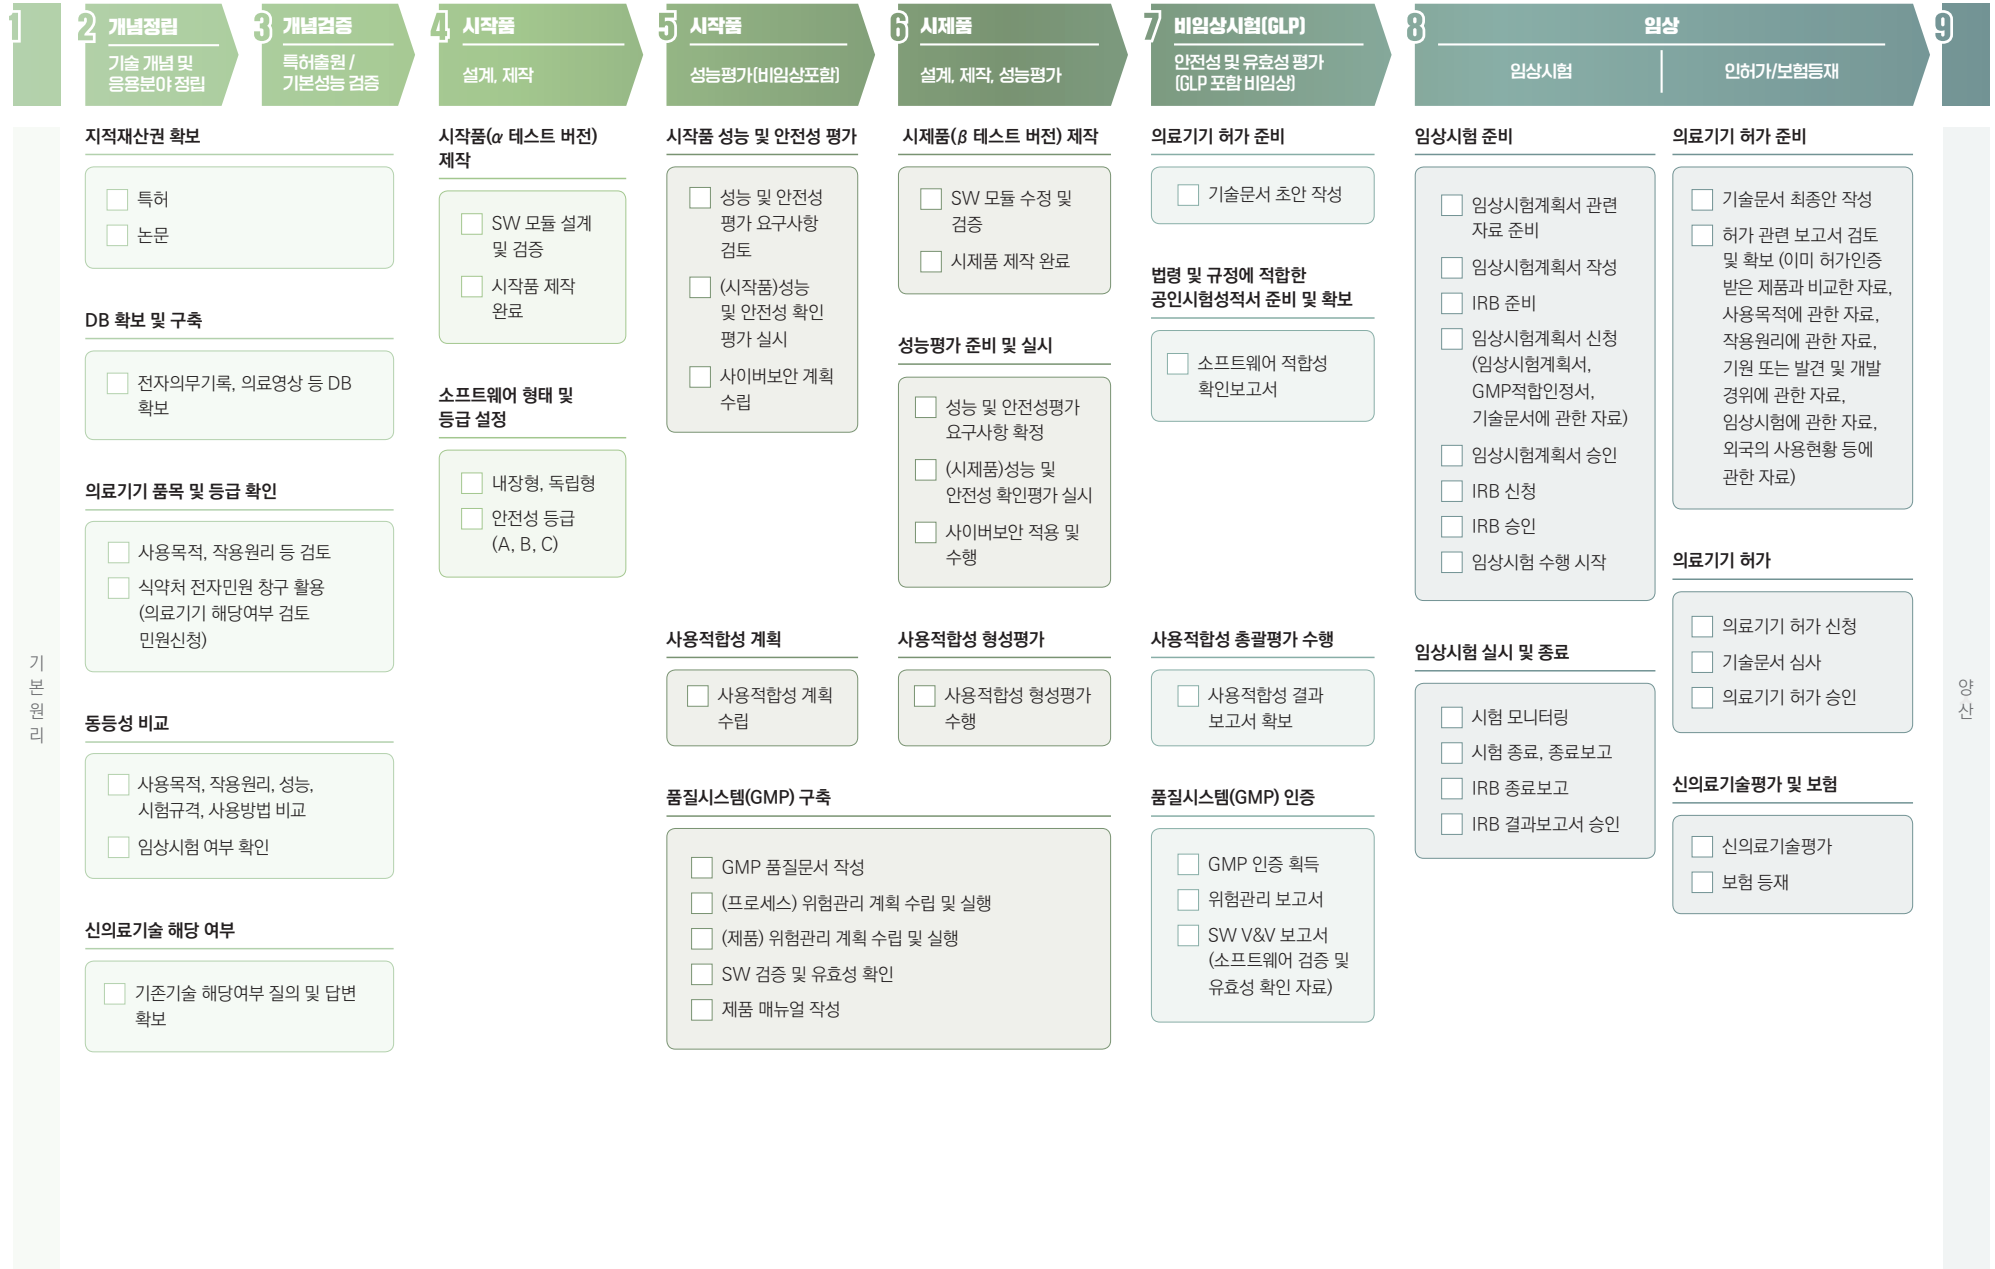 1
2 개념정립
기술 개념 및
응용분야 정립
3 개념검증
특허출원 /
기본성능 검증
4 시작품
설계, 제작
5 시작품
성능평가(비임상포함)
6 시제품
설계, 제작, 성능평가
7 비임상시험(GLP)
안전성 및 유효성 평가
(GLP 포함 비임상)
8 임상
임상시험
인허가/보험등재
9
기본원리
지적재산권 확보
특허
논문
DB 확보 및 구축
전자의무기록, 의료영상 등 DB
확보
의료기기 품목 및 등급 확인
사용목적, 작용원리 등 검토
식약처 전자민원 창구 활용
(의료기기 해당여부 검토
민원신청)
동등성 비교
사용목적, 작용원리, 성능,
시험규격, 사용방법 비교
임상시험 여부 확인
신의료기술 해당 여부
기존기술 해당여부 질의 및 답변
확보
시작품(α 테스트 버전)
제작
SW 모듈 설계
및 검증
시작품 제작
완료
소프트웨어 형태 및
등급 설정
내장형, 독립형
안전성 등급
(A, B, C)
시작품 성능 및 안전성 평가
성능 및 안전성
평가 요구사항
검토
(시작품)성능
및 안전성 확인
평가 실시
사이버보안 계획
수립
사용적합성 계획
사용적합성 계획
수립
품질시스템(GMP) 구축
GMP 품질문서 작성
(프로세스) 위험관리 계획 수립 및 실행
(제품) 위험관리 계획 수립 및 실행
SW 검증 및 유효성 확인
제품 매뉴얼 작성
시제품(β 테스트 버전) 제작
SW 모듈 수정 및
검증
시제품 제작 완료
성능평가 준비 및 실시
성능 및 안전성평가
요구사항 확정
(시제품)성능 및
안전성 확인평가 실시
사이버보안 적용 및
수행
사용적합성 형성평가
사용적합성 형성평가
수행
의료기기 허가 준비
기술문서 초안 작성
법령 및 규정에 적합한
공인시험성적서 준비 및 확보
소프트웨어 적합성
확인보고서
사용적합성 총괄평가 수행
사용적합성 결과
보고서 확보
품질시스템(GMP) 인증
GMP 인증 획득
위험관리 보고서
SW V&V 보고서
(소프트웨어 검증 및
유효성 확인 자료)
임상시험 준비
임상시험계획서 관련
자료 준비
임상시험계획서 작성
IRB 준비
임상시험계획서 신청
(임상시험계획서,
GMP적합인정서,
기술문서에 관한 자료)
임상시험계획서 승인
IRB 신청
IRB 승인
임상시험 수행 시작
임상시험 실시 및 종료
시험 모니터링
시험 종료, 종료보고
IRB 종료보고
IRB 결과보고서 승인
의료기기 허가 준비
기술문서 최종안 작성
허가 관련 보고서 검토
및 확보 (이미 허가인증
받은 제품과 비교한 자료,
사용목적에 관한 자료,
작용원리에 관한 자료,
기원 또는 발견 및 개발
경위에 관한 자료,
임상시험에 관한 자료,
외국의 사용현황 등에
관한 자료)
의료기기 허가
의료기기 허가 신청
기술문서 심사
의료기기 허가 승인
신의료기술평가 및 보험
신의료기술평가
보험 등재
양산